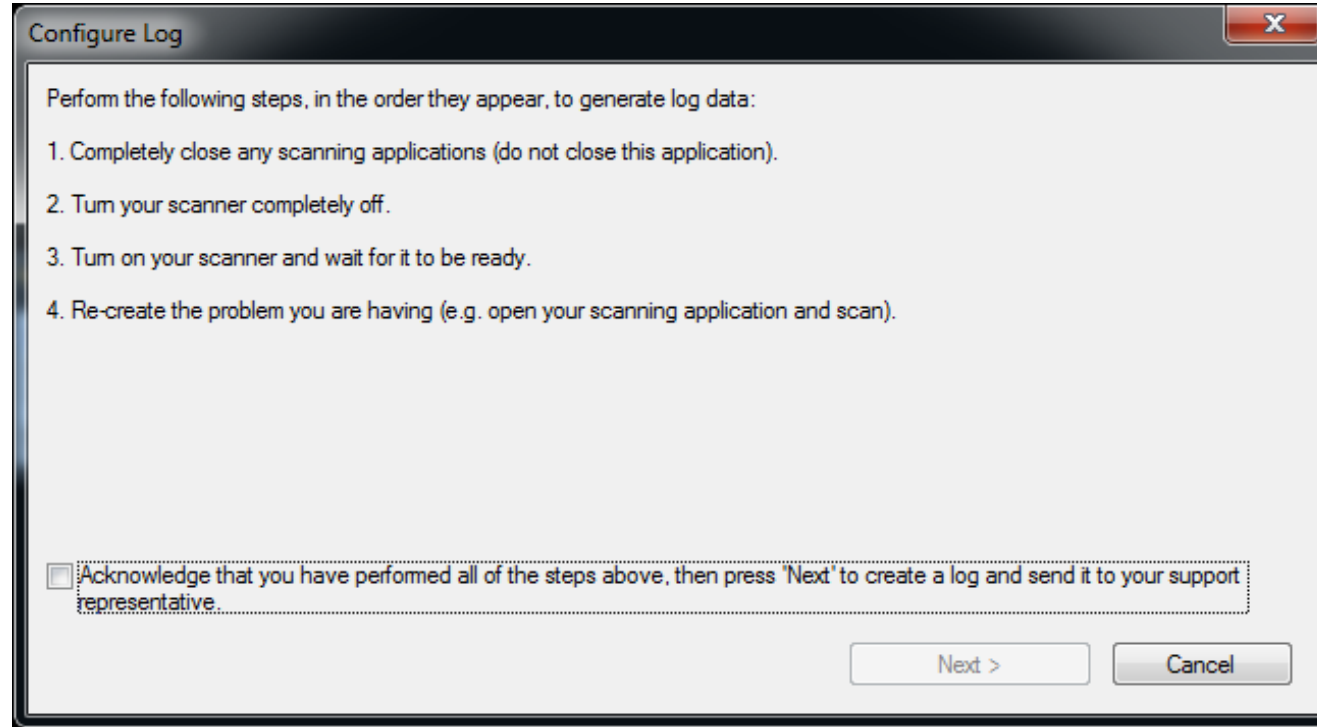 Configure Log
Perform the following steps, in the order they appear, to generate log data:
1. Completely close any scanning applications (do not close this application).
2. Turn your scanner completely off.
3. Turn on your scanner and wait for it to be ready.
4. Re-create the problem you are having (e.g. open your scanning application and scan).
Acknowledge that you have performed all of the steps above, then press 'Next' to create a log and send it to your support
representative.
Next >
Cancel